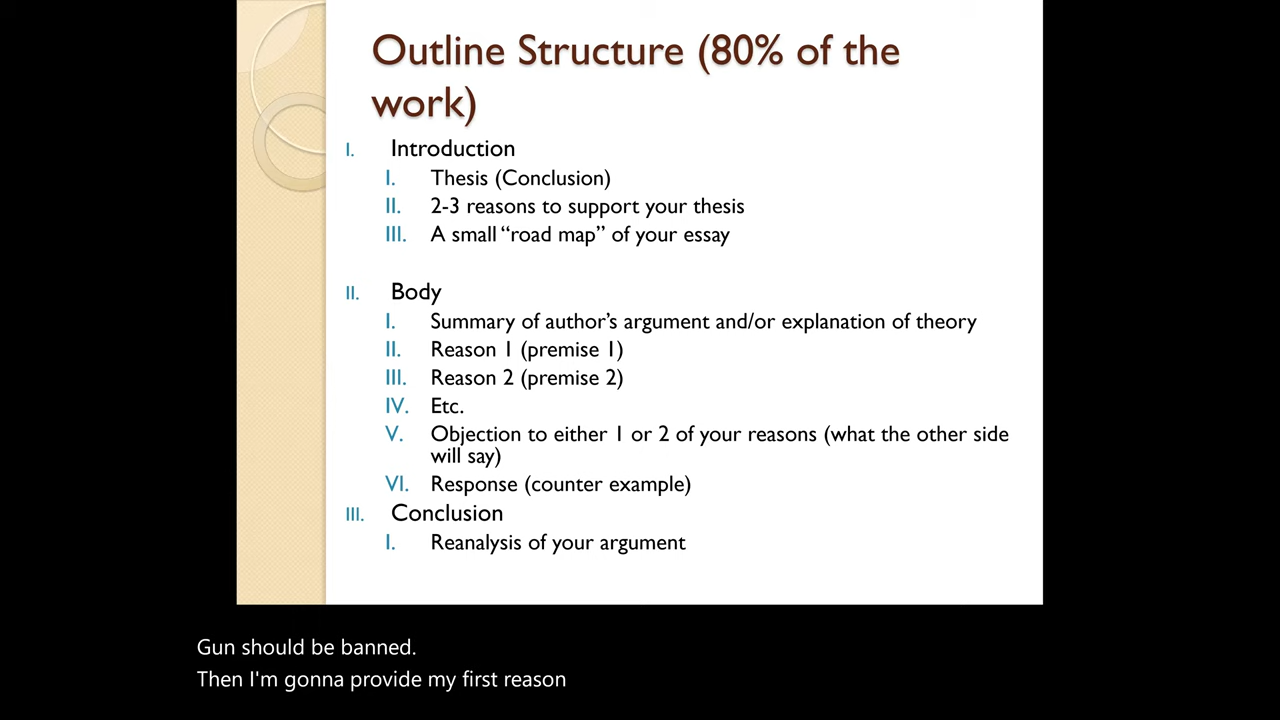 Outline Structure (80% of the
work)
I. Introduction
I. Thesis (Conclusion)
II. 2-3 reasons to support your thesis
III. A small “road map” of your essay
II. Body
I. Summary of author’s argument and/or explanation of theory
II. Reason 1 (premise 1)
III. Reason 2 (premise 2)
IV. Etc.
V. Objection to either 1 or 2 of your reasons (what the other side
will say)
VI. Response (counter example)
III. Conclusion
I. Reanalysis of your argument
Gun should be banned.
Then I'm gonna provide my first reason